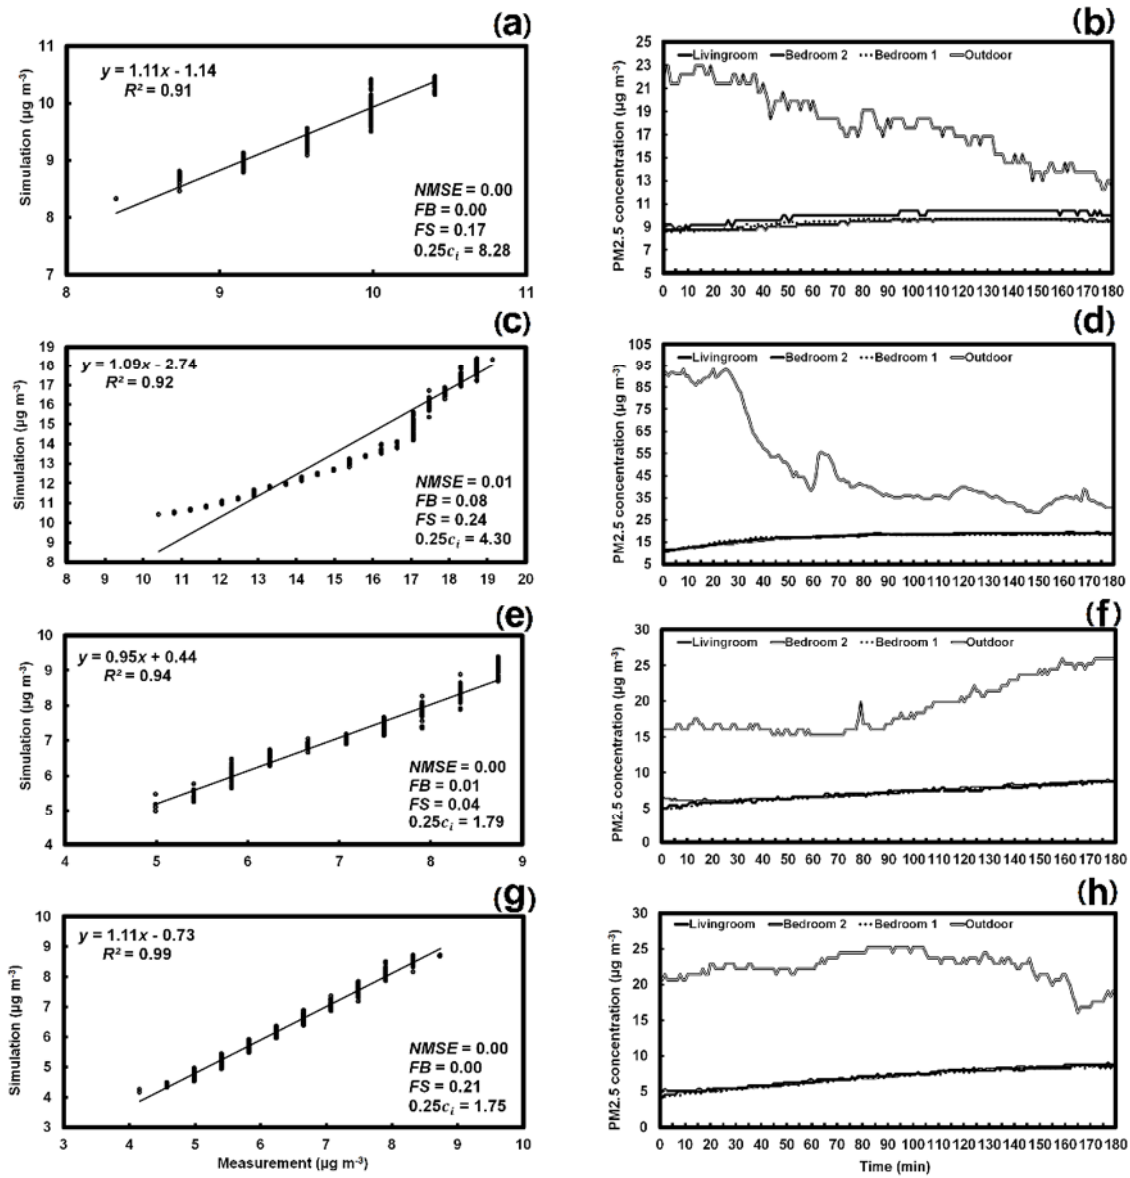 (a)
11
10
9
8
7
Simulation (µg m-3)
y = 1.11x - 1.14
R² = 0.91
NMSE = 0.00
FB = 0.00
FS = 0.17
0.25ci = 8.28
8 9 10 11
(b)
25
23
21
19
17
15
13
11
9
7
5
PM2.5 concentration (µg m-3)
Livingroom Bedroom 2 Bedroom 1 Outdoor
0 10 20 30 40 50 60 70 80 90 100 110 120 130 140 150 160 170 180
(c)
19
18
17
16
15
14
13
12
11
10
9
8
Simulation (µg m-3)
y = 1.09x - 2.74
R² = 0.92
NMSE = 0.01
FB = 0.08
FS = 0.24
0.25ci = 4.30
8 9 10 11 12 13 14 15 16 17 18 19 20
(d)
105
95
85
75
65
55
45
35
25
15
5
PM2.5 concentration (µg m-3)
Livingroom Bedroom 2 Bedroom 1 Outdoor
0 10 20 30 40 50 60 70 80 90 100 110 120 130 140 150 160 170 180
(e)
10
9
8
7
6
5
4
Simulation (µg m-3)
y = 0.95x + 0.44
R² = 0.94
NMSE = 0.00
FB = 0.01
FS = 0.04
0.25ci = 1.79
4 5 6 7 8 9
(f)
30
25
20
15
10
5
0
PM2.5 concentration (µg m-3)
Livingroom Bedroom 2 Bedroom 1 Outdoor
0 10 20 30 40 50 60 70 80 90 100 110 120 130 140 150 160 170 180
(g)
10
9
8
7
6
5
4
3
Simulation (µg m-3)
y = 1.11x - 0.73
R² = 0.99
NMSE = 0.00
FB = 0.00
FS = 0.21
0.25ci = 1.75
3 4 5 6 7 8 9 10
Measurement (µg m-3)
(h)
30
25
20
15
10
5
0
PM2.5 concentration (µg m-3)
Livingroom Bedroom 2 Bedroom 1 Outdoor
0 10 20 30 40 50 60 70 80 90 100 110 120 130 140 150 160 170 180
Time (min)